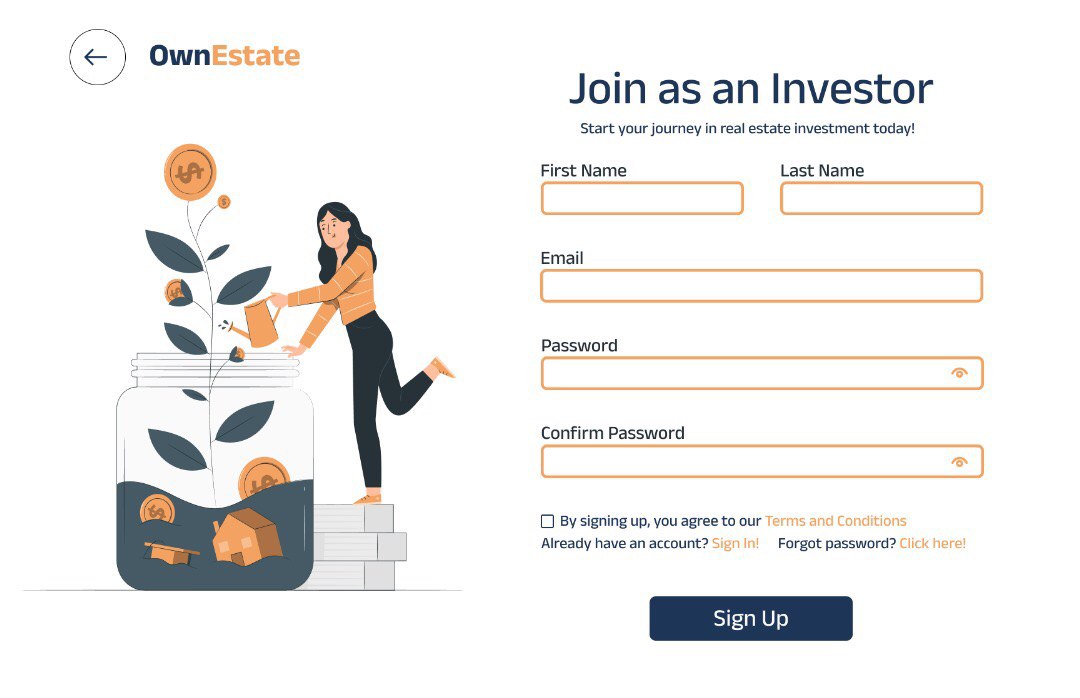 OwnEstate
Join as an Investor
Start your journey in real estate investment today!
First Name
Last Name
Email
Password
Confirm Password
By signing up, you agree to our Terms and Conditions
Already have an account? Sign In! Forgot password? Click here!
Sign Up